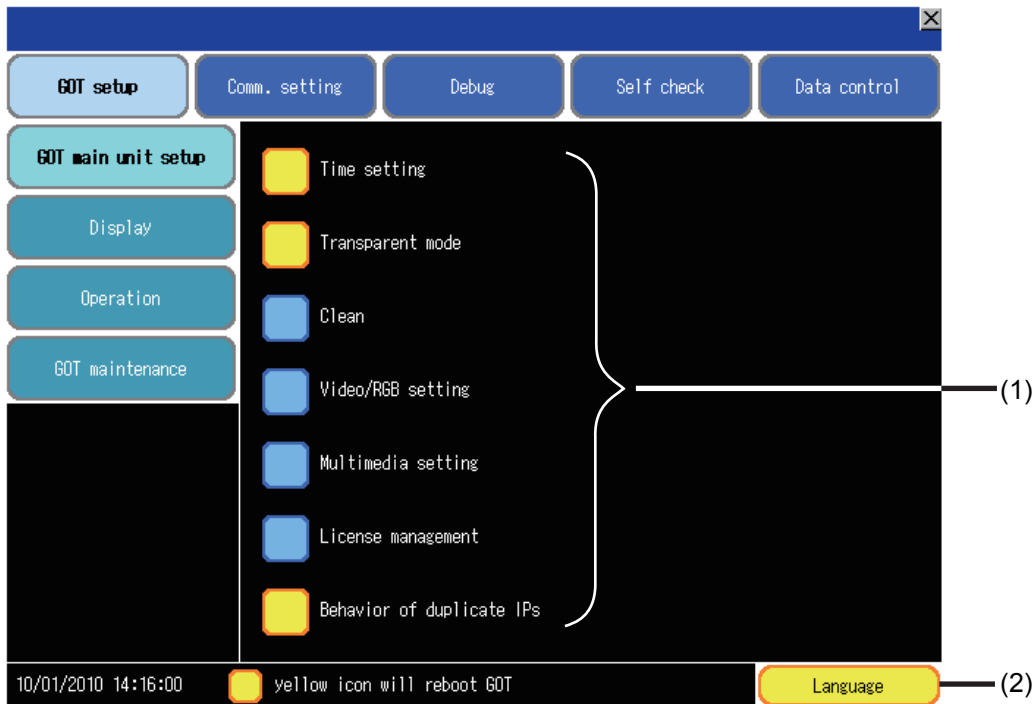 GOT setup
Comm. setting
Debug
Self check
Data control
GOT main unit setup
Display
Operation
GOT maintenance
Time setting
Transparent mode
Clean
Video/RGB setting
Multimedia setting
License management
Behavior of duplicate IPs
(1)
10/01/2010 14:16:00
yellow icon will reboot GOT
Language
(2)